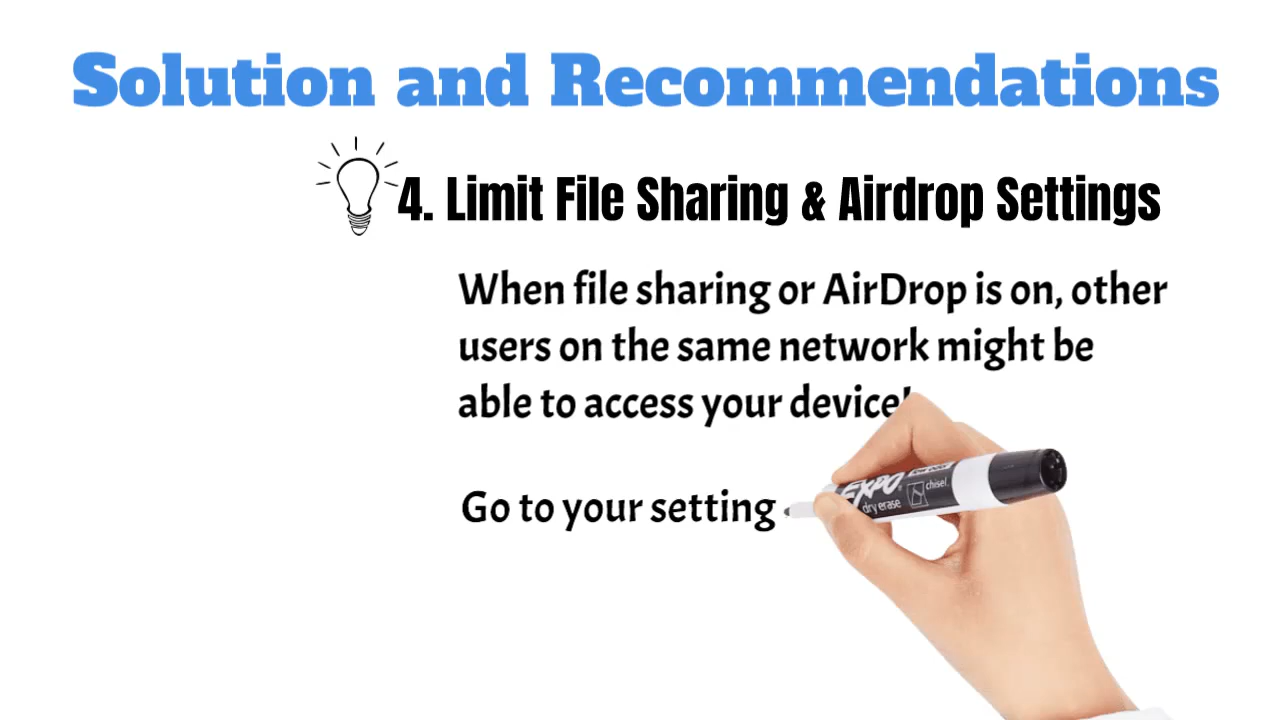 Solution and Recommendations
4. Limit File Sharing & Airdrop Settings
When file sharing or AirDrop is on, other
users on the same network might be
able to access your device!
Go to your setting
EXPO
dry erase
chisel